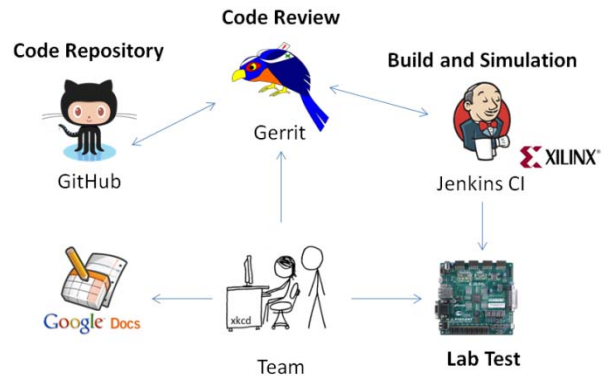 Code Review
Code Repository
Build and Simulation
Gerrit
GitHub
Jenkins CI
XILINX®
Google Docs
xkcd
Team
Lab Test